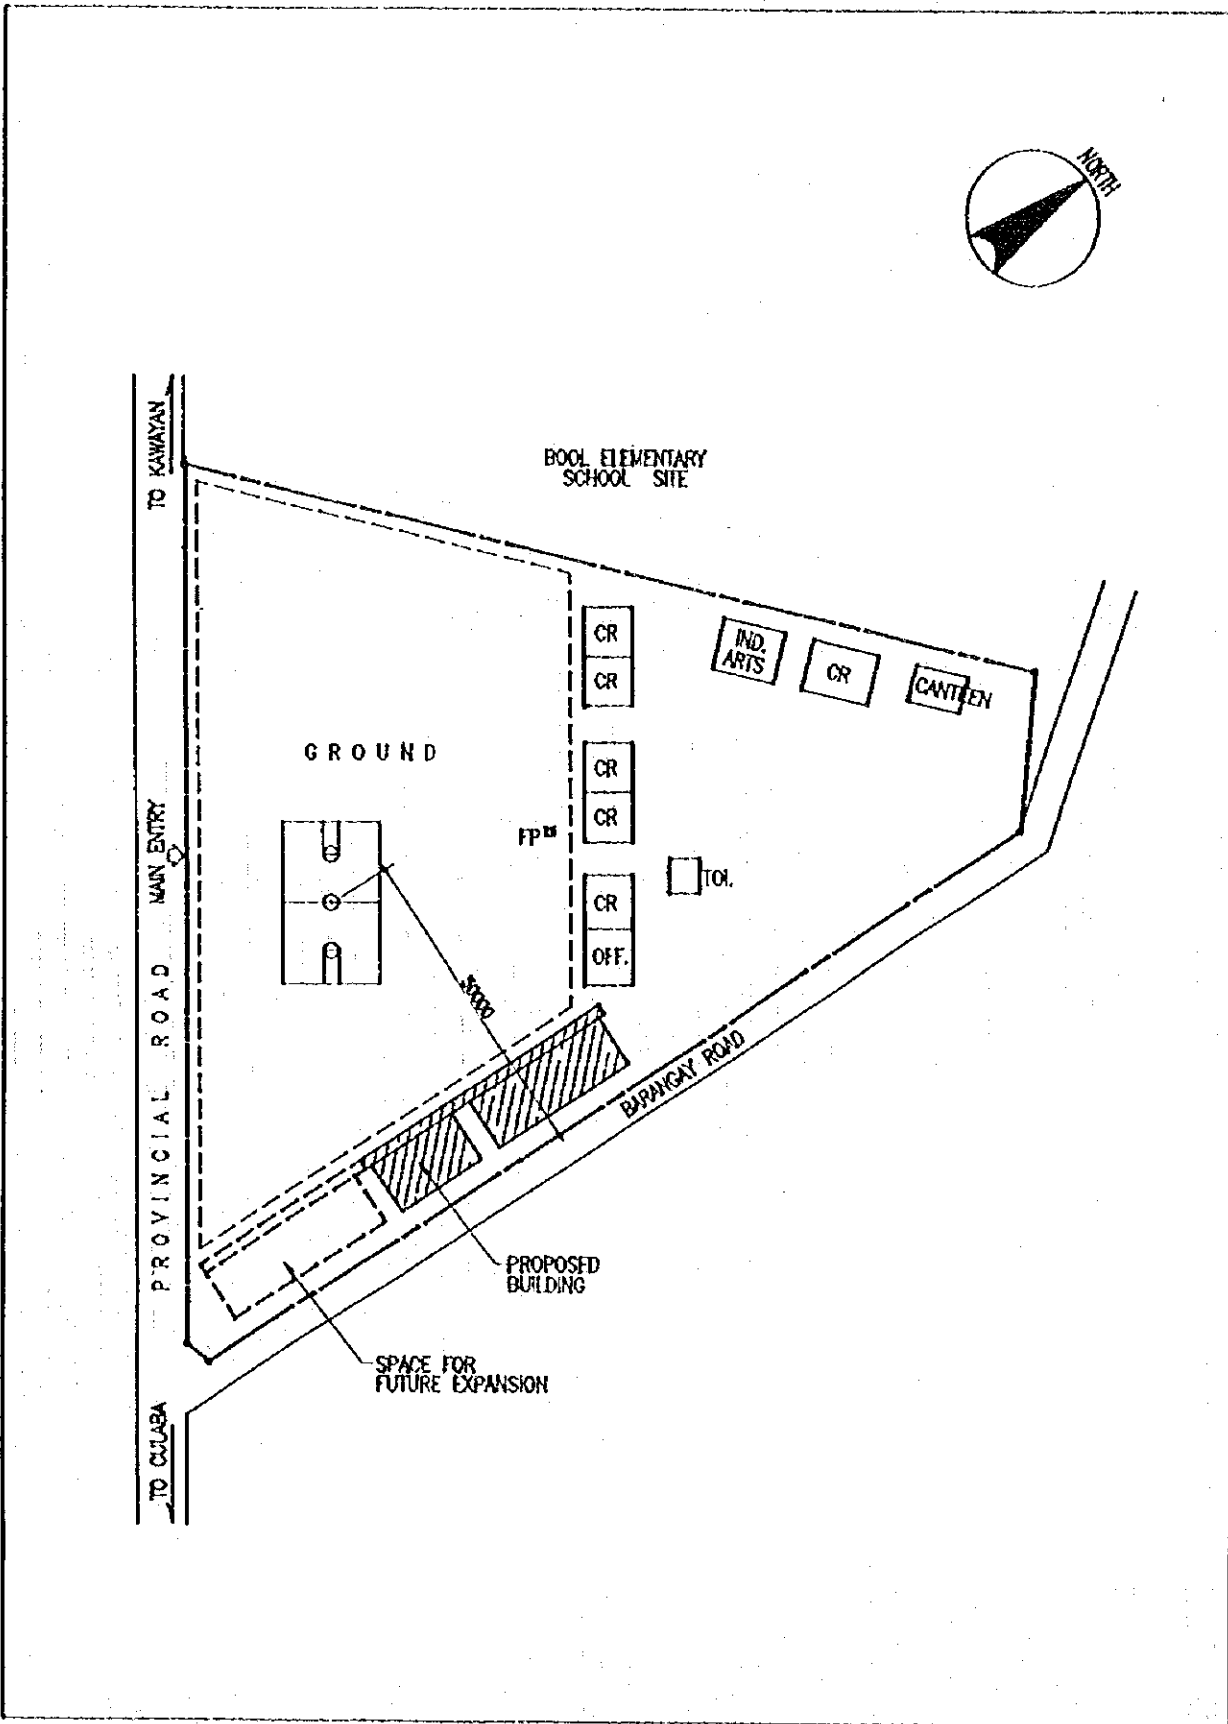 NORTH
TO KAWAYAN
BOOL ELEMENTARY
SCHOOL SITE
CR
CR
IND.
ARTS
CR
CANTEEN
GROUND
CR
CR
FP
MAIN ENTRY
TOI.
CR
OFF.
PROVINCIAL ROAD
BARANGAY ROAD
PROPOSED
BUILDING
SPACE FOR
FUTURE EXPANSION
TO CULABA